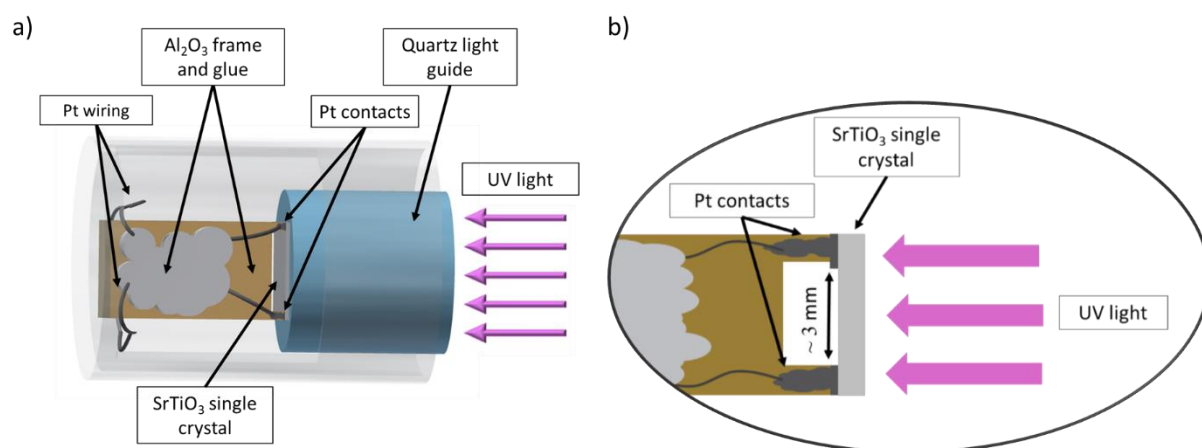 a)
Al₂O₃ frame
and glue
Quartz light
guide
Pt wiring
Pt contacts
UV light
SrTiO₃ single
crystal
b)
SrTiO₃ single
crystal
Pt contacts
~ 3 mm
UV light